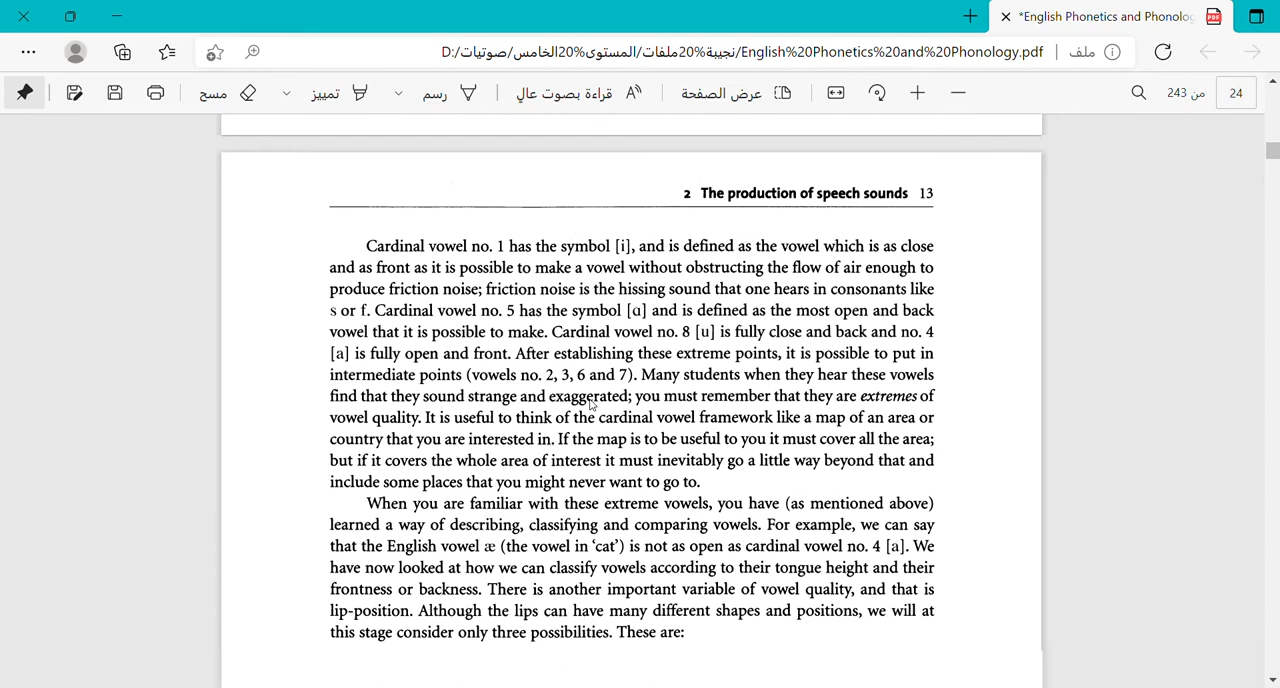 *English Phonetics and Phonolog
D:/نجيبة%20ملفات/المستوى%20الخامس/صوتيات/English%20Phonetics%20and%20Phonology.pdf
ملف
24
من 243
عرض الصفحة
قراءة بصوت عالٍ
رسم
تمييز
مسح
2 The production of speech sounds 13
Cardinal vowel no. 1 has the symbol [i], and is defined as the vowel which is as close
and as front as it is possible to make a vowel without obstructing the flow of air enough to
produce friction noise; friction noise is the hissing sound that one hears in consonants like
s or f. Cardinal vowel no. 5 has the symbol [ɑ] and is defined as the most open and back
vowel that it is possible to make. Cardinal vowel no. 8 [u] is fully close and back and no. 4
[a] is fully open and front. After establishing these extreme points, it is possible to put in
intermediate points (vowels no. 2, 3, 6 and 7). Many students when they hear these vowels
find that they sound strange and exaggerated; you must remember that they are extremes of
vowel quality. It is useful to think of the cardinal vowel framework like a map of an area or
country that you are interested in. If the map is to be useful to you it must cover all the area;
but if it covers the whole area of interest it must inevitably go a little way beyond that and
include some places that you might never want to go to.
When you are familiar with these extreme vowels, you have (as mentioned above)
learned a way of describing, classifying and comparing vowels. For example, we can say
that the English vowel æ (the vowel in ‘cat’) is not as open as cardinal vowel no. 4 [a]. We
have now looked at how we can classify vowels according to their tongue height and their
frontness or backness. There is another important variable of vowel quality, and that is
lip-position. Although the lips can have many different shapes and positions, we will at
this stage consider only three possibilities. These are: